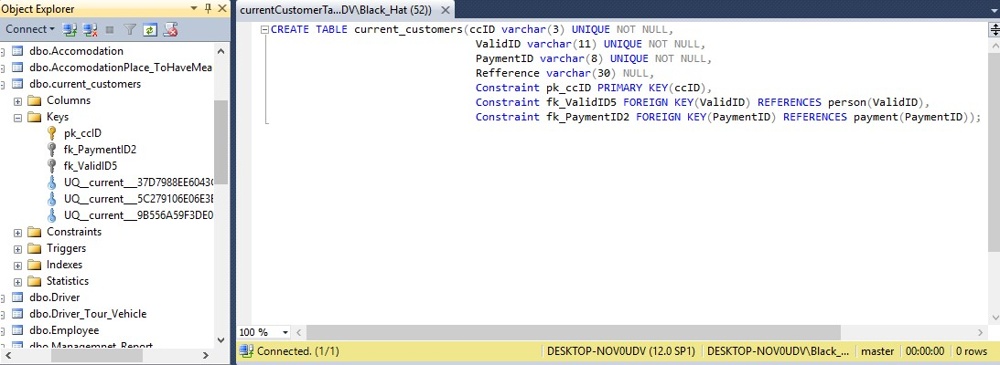 Object Explorer
Connect
dbo.Accomodation
dbo.AccomodationPlace_ToHaveMea
dbo.current_customers
Columns
Keys
pk_ccID
fk_PaymentID2
fk_ValidID5
UQ__current__37D7988EE6043
UQ__current__5C279106E06E3
UQ__current__9B556A59F3DE0
Constraints
Triggers
Indexes
Statistics
dbo.Driver
dbo.Driver_Tour_Vehicle
dbo.Employee
dbo.Managemnet_Report
currentCustomerTa...DV\Black_Hat (52))
CREATE TABLE current_customers(ccID varchar(3) UNIQUE NOT NULL,
ValidID varchar(11) UNIQUE NOT NULL,
PaymentID varchar(8) UNIQUE NOT NULL,
Refference varchar(30) NULL,
Constraint pk_ccID PRIMARY KEY(ccID),
Constraint fk_ValidID5 FOREIGN KEY(ValidID) REFERENCES person(ValidID),
Constraint fk_PaymentID2 FOREIGN KEY(PaymentID) REFERENCES payment(PaymentID));
100 %
Connected. (1/1)
DESKTOP-NOV0UDV (12.0 SP1)
DESKTOP-NOV0UDV\Black_...
master
00:00:00
0 rows